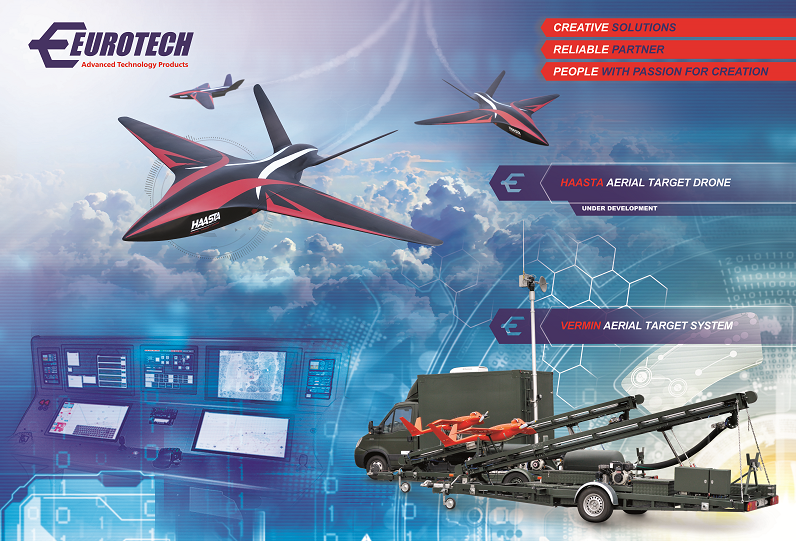 EUROTECH
Advanced Technology Products
CREATIVE SOLUTIONS
RELIABLE PARTNER
PEOPLE WITH PASSION FOR CREATION
HAASTA
HAASTA
HAASTA AERIAL TARGET DRONE
UNDER DEVELOPMENT
VERMIN AERIAL TARGET SYSTEM